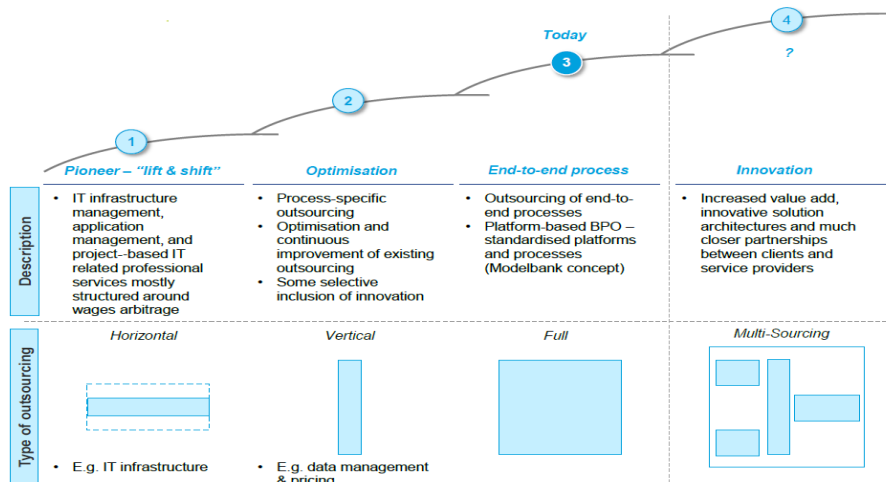 4
Today
?
3
2
1
Pioneer – “lift & shift”
Optimisation
End-to-end process
Innovation
Description
• IT infrastructure
management,
application
management, and
project--based IT
related professional
services mostly
structured around
wages arbitrage
• Process-specific
outsourcing
• Optimisation and
continuous
improvement of existing
outsourcing
• Some selective
inclusion of innovation
• Outsourcing of end-to-
end processes
• Platform-based BPO –
standardised platforms
and processes
(Modelbank concept)
• Increased value add,
innovative solution
architectures and much
closer partnerships
between clients and
service providers
Type of outsourcing
Horizontal
Vertical
Full
Multi-Sourcing
• E.g. IT infrastructure
• E.g. data management
& pricing